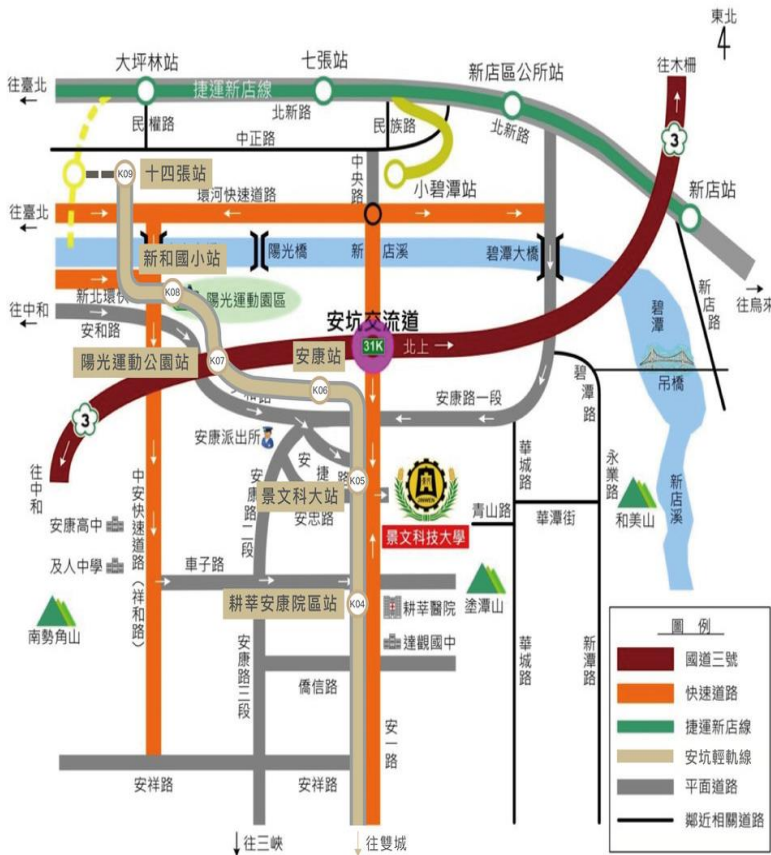 東北
4
往木柵
大坪林站
七張站
新店區公所站
往臺北
捷運新店線
北新路
北新路
民權路
民族路
中正路
3
K09
十四張站
中央路
小碧潭站
新店站
環河快速道路
往臺北
新和國小站
陽光橋
新店溪
碧潭大橋
新北環快
K08
陽光運動園區
往中和
安和路
安坑交流道
31K
北上
碧潭
新店路
往烏來
陽光運動公園站
K07
安康站
K06
碧潭路
吊橋
安康路一段
3
往中和
安康派出所
安捷路
華城路
永業路
新店溪
安康路二段
景文科大站
K05
JINWEN
景文科技大學
青山路
華潭街
和美山
中安快速道路(祥和路)
安康高中
安忠路
及人中學
車子路
耕莘安康院區站
K04
耕莘醫院
塗潭山
南勢角山
達觀國中
安康路三段
僑信路
華城路
新潭路
安一路
安祥路
安祥路
往三峽
往雙城
圖 例
國道三號
快速道路
捷運新店線
安坑輕軌線
平面道路
鄰近相關道路